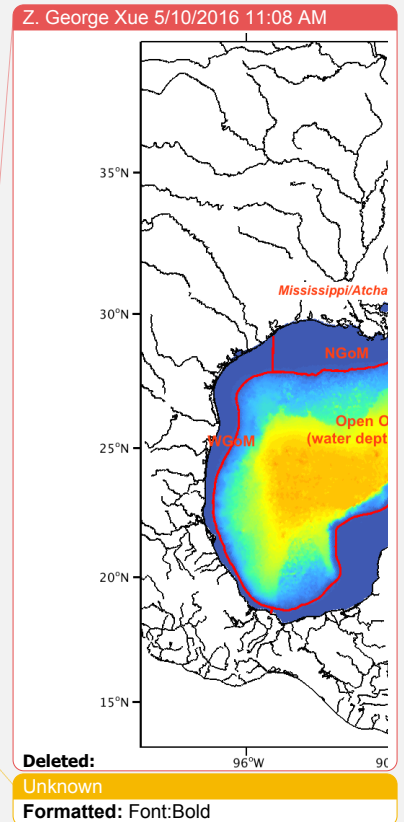 Z. George Xue 5/10/2016 11:08 AM
35°N
Mississippi/Atcha
30°N
NGoM
Open O
WGoM
(water dept
25°N
20°N
15°N
Deleted:
96°W
90
Unknown
Formatted: Font:Bold